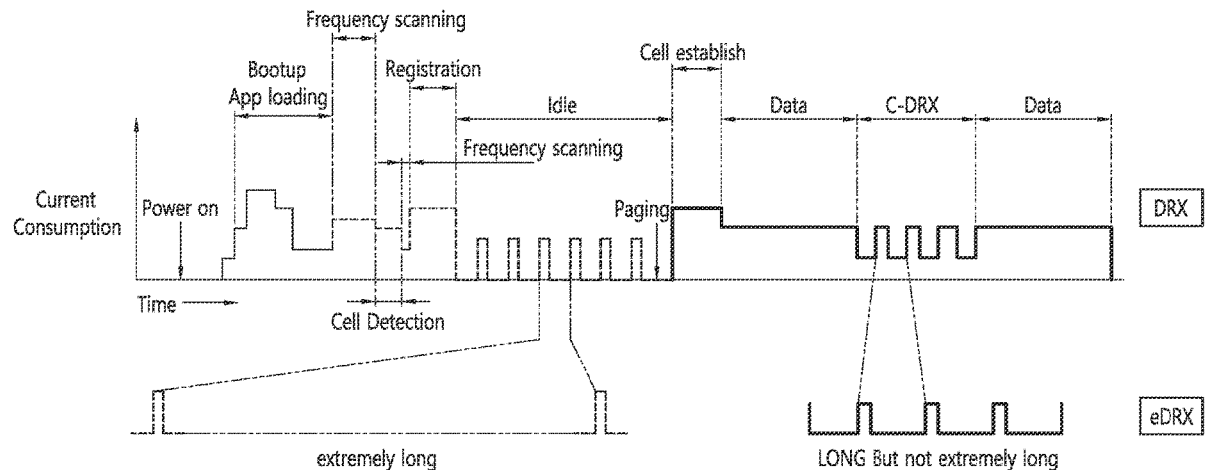 Frequency scanning
Cell establish
Bootup
App loading
Registration
Idle
Data
C-DRX
Data
Frequency scanning
Current
Consumption
Power on
Paging
DRX
Time
Cell Detection
eDRX
extremely long
LONG But not extremely long